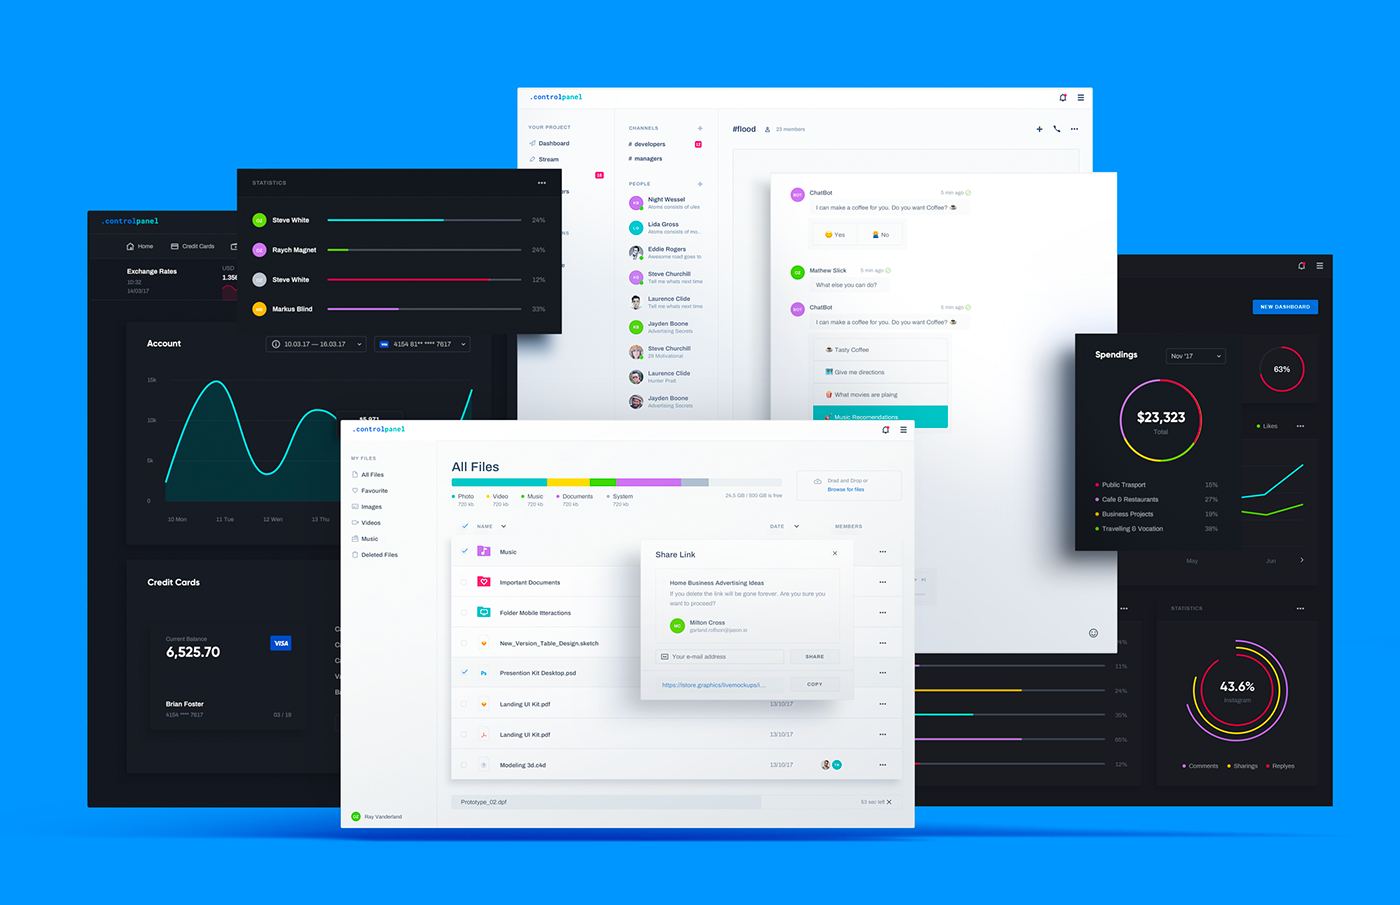 .controlpanel
YOUR PROJECT
Dashboard
Stream
18
CHANNELS
# developers
# managers
PEOPLE
Night Wessel
Atoms consists of ules
Lida Gross
Atoms consists of mo..
Eddie Rogers
Awesome road goes to
Steve Churchill
Tell me whats next time
Laurence Clide
Tell me whats next time
Jayden Boone
Advertising Secrets
Steve Churchill
29 Motivational
Laurence Clide
Hunter Pratt
Jayden Boone
Advertising Secrets
#flood
23 members
ChatBot
5 min ago
I can make a coffee for you. Do you want Coffee? ☕
😊 Yes
No
Mathew Slick
5 min ago
What else you can do?
ChatBot
5 min ago
I can make a coffee for you. Do you want Coffee? ☕
☕ Tasty Coffee
Give me directions
🍿 What movies are plaing
Music Recomendations
STATISTICS
Steve White
24%
Raych Magnet
24%
Steve White
12%
Markus Blind
33%
.controlpanel
Home
Credit Cards
Exchange Rates
10:32
14/03/17
USD
1.356
Account
10.03.17 — 16.03.17
VISA
4154 81** **** 7617
15k
10k
5k
0
$5,971
10 Mon
11 Tue
12 Wen
13 Thu
Credit Cards
Current Balance
6,525.70
VISA
Brian Foster
4154 **** 7617
03 / 18
.controlpanel
MY FILES
All Files
Favourite
Images
Videos
Music
Deleted Files
Ray Vanderland
All Files
Photo
720 kb
Video
720 kb
Music
720 kb
Documents
720 kb
System
720 kb
24.5 GB / 500 GB is free
Drad and Drop or
Browse for files
NAME
DATE
MEMBERS
Music
Important Documents
Folder Mobile Itteractions
New_Version_Table_Design.sketch
Ps
Presention Kit Desktop.psd
Landing UI Kit.pdf
13/10/17
Landing UI Kit.pdf
13/10/17
Modeling 3d.c4d
13/10/17
Prototype_02.dpf
53 sec left
Share Link
Home Business Advertising Ideas
If you delete the link will be gone forever. Are you sure you
want to proceed?
MC
Milton Cross
garland.rolfson@jason.io
Your e-mail address
SHARE
https://store.graphics/livemockups/i...
COPY
NEW DASHBOARD
Spendings
Nov '17
$23,323
Total
Public Trasport
15%
Cafe & Restaurants
27%
Business Projects
19%
Travelling & Vocation
38%
63%
Likes
May
Jun
11%
24%
35%
65%
12%
STATISTICS
43.6%
Instagram
Comments
Sharings
Replyes